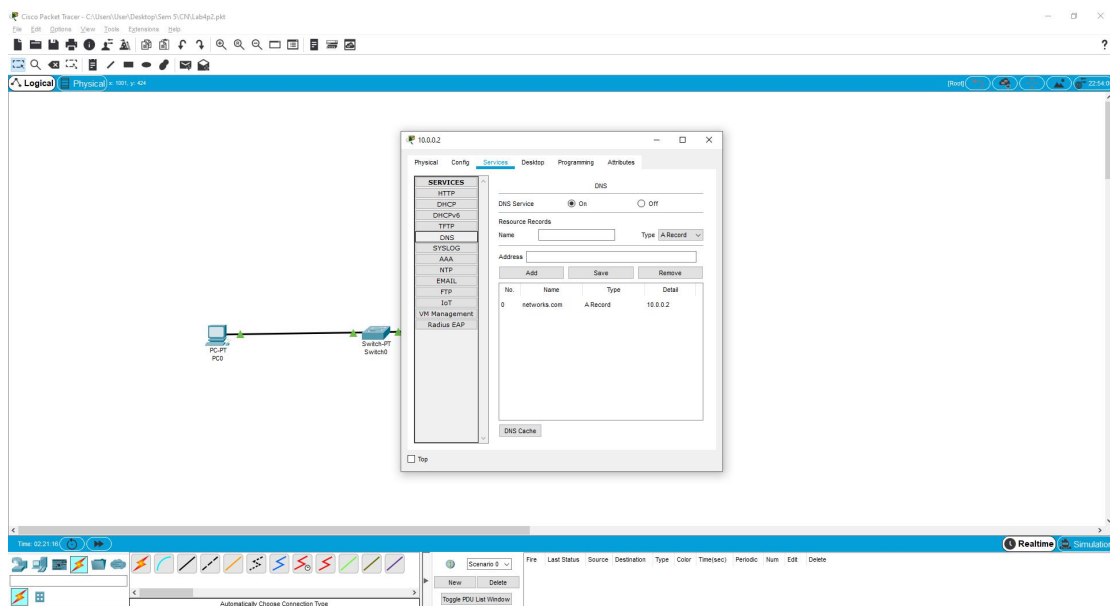 Cisco Packet Tracer - C:\Users\User\Desktop\Sem 5\CN\Lab4p2.pkt
File Edit Options View Tools Extensions Help
?
Logical Physical x: 1001, y: 424 [Root] 22:54:0
10.0.0.2
Physical Config Services Desktop Programming Attributes
SERVICES
HTTP
DHCP
DHCPv6
TFTP
DNS
SYSLOG
AAA
NTP
EMAIL
FTP
IoT
VM Management
Radius EAP
DNS
DNS Service On Off
Resource Records
Name Type A Record
Address
Add Save Remove
No. Name Type Detail
0 networks.com A Record 10.0.0.2
DNS Cache
Top
PC-PT
PC0
Switch-PT
Switch0
Time: 02:21:16 Realtime Simulation
Automatically Choose Connection Type
Scenario 0
New Delete
Toggle PDU List Window
Fire Last Status Source Destination Type Color Time(sec) Periodic Num Edit Delete